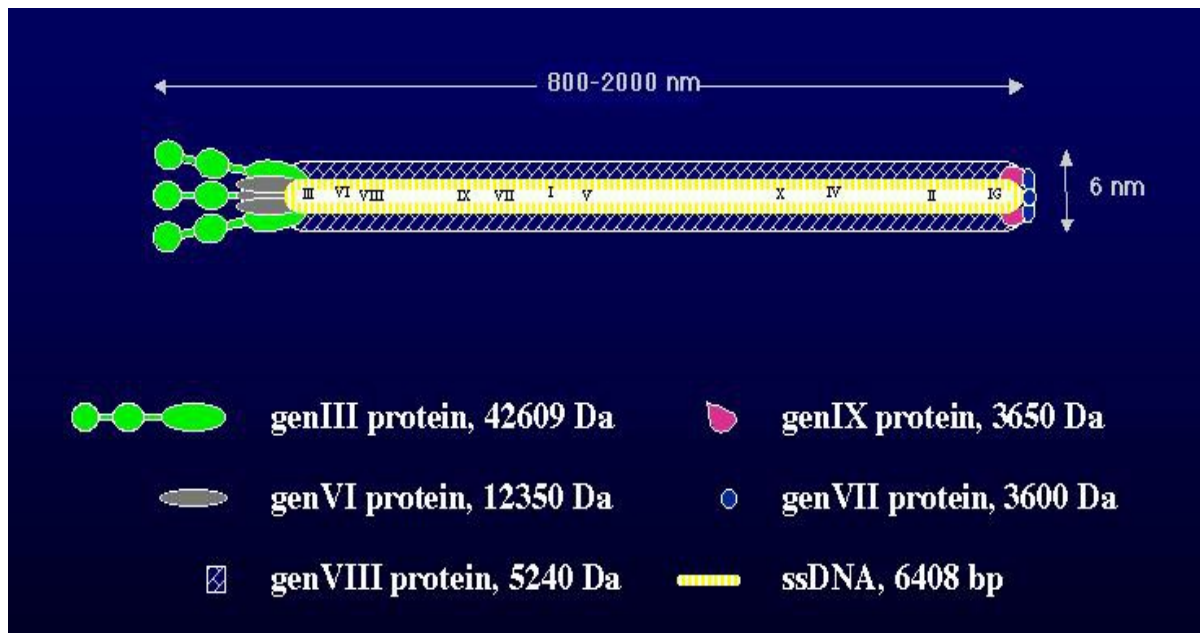 800-2000 nm
III VI VIII IX VII I V X IV II IG
6 nm
genIII protein, 42609 Da
genIX protein, 3650 Da
genVI protein, 12350 Da
genVII protein, 3600 Da
genVIII protein, 5240 Da
ssDNA, 6408 bp